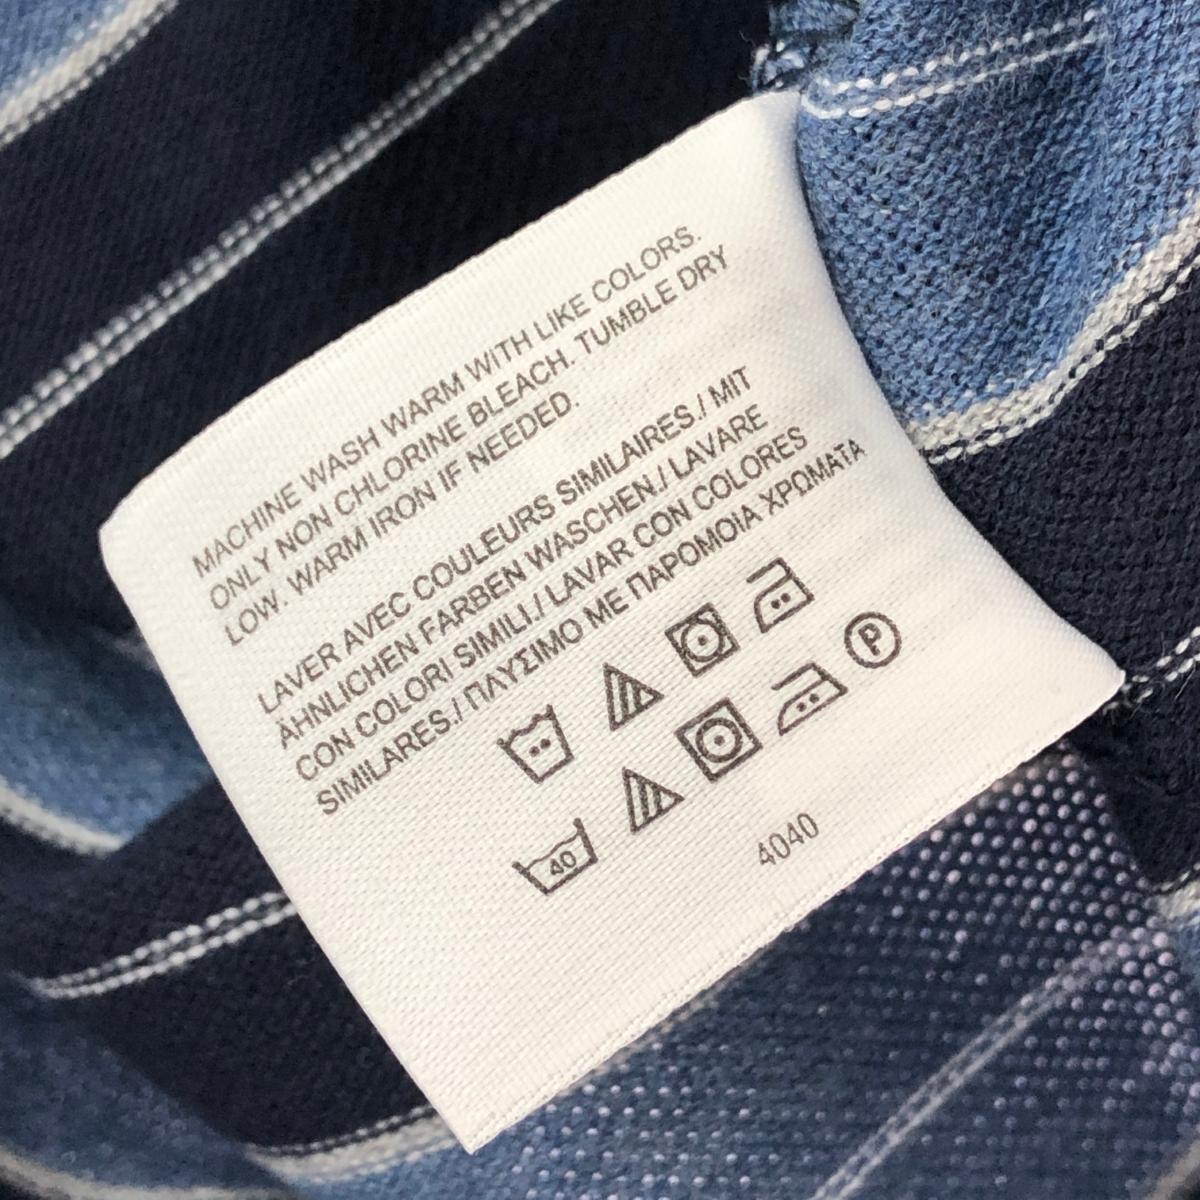 MACHINE WASH WARM WITH LIKE COLORS.
ONLY NON CHLORINE BLEACH. TUMBLE DRY
LOW. WARM IRON IF NEEDED.
LAVER AVEC COULEURS SIMILAIRES./ MIT
ÄHNLICHEN FARBEN WASCHEN./ LAVARE
CON COLORI SIMILI./ LAVAR CON COLORES
SIMILARES./ ΠΛΥΣΙΜΟ ΜΕ ΠΑΡΟΜΟΙΑ ΧΡΩΜΑΤΑ
P
40
4040